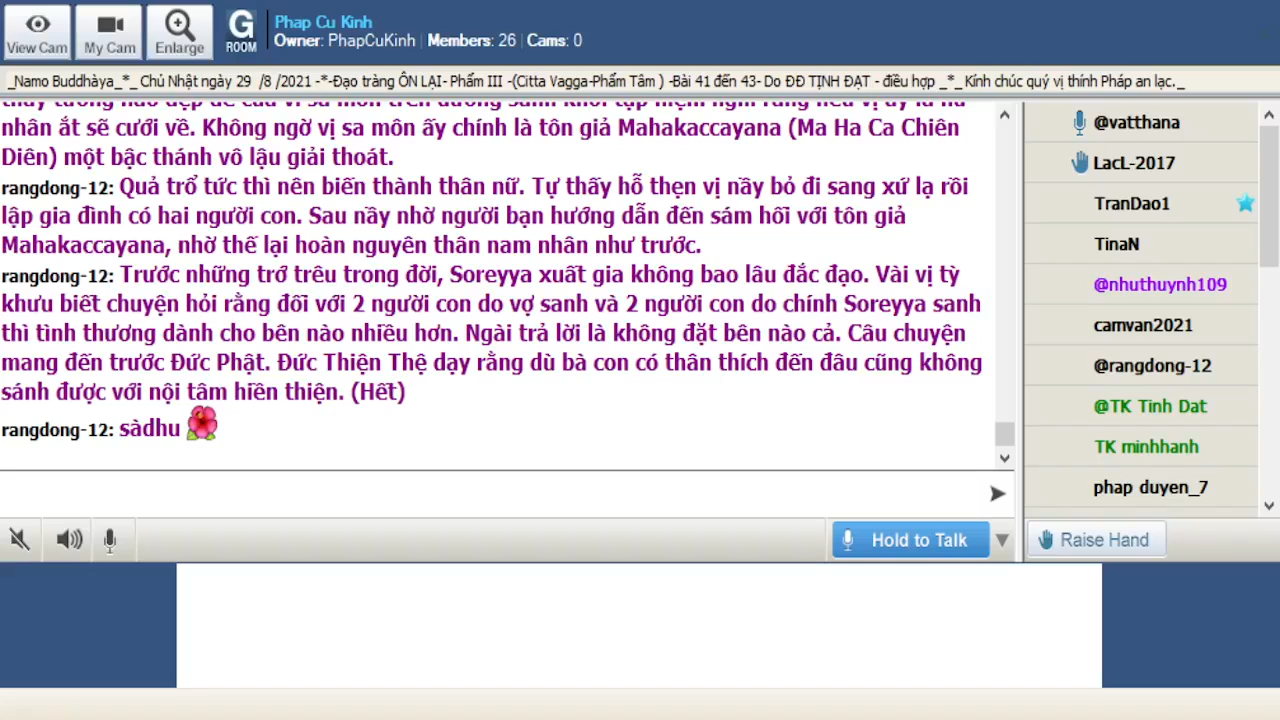 Phap Cu Kinh
Owner: PhapCuKinh | Members: 26 | Cams: 0
View Cam
My Cam
Enlarge
G
ROOM
_Namo Buddhàya_*_ Chủ Nhật ngày 29 /8 /2021 -*-Đạo tràng ÔN LẠI- Phẩm III -(Citta Vagga-Phẩm Tâm ) -Bài 41 đến 43- Do ĐĐ TỊNH ĐẠT - điều hợp _*_Kính chúc quý vị thính Pháp an lạc._
nhân ắt sẽ cưới về. Không ngờ vị sa môn ấy chính là tôn giả Mahakaccayana (Ma Ha Ca Chiên
Diên) một bậc thánh vô lậu giải thoát.
rangdong-12: Quả trổ tức thì nên biến thành thân nữ. Tự thấy hỗ thẹn vị nầy bỏ đi sang xứ lạ rồi
lập gia đình có hai người con. Sau nầy nhờ người bạn hướng dẫn đến sám hối với tôn giả
Mahakaccayana, nhờ thế lại hoàn nguyên thân nam nhân như trước.
rangdong-12: Trước những trớ trêu trong đời, Soreyya xuất gia không bao lâu đắc đạo. Vài vị tỳ
khưu biết chuyện hỏi rằng đối với 2 người con do vợ sanh và 2 người con do chính Soreyya sanh
thì tình thương dành cho bên nào nhiều hơn. Ngài trả lời là không đặt bên nào cả. Câu chuyện
mang đến trước Đức Phật. Đức Thiện Thệ dạy rằng dù bà con có thân thích đến đâu cũng không
sánh được với nội tâm hiền thiện. (Hết)
rangdong-12: sàdhu
@vatthana
LacL-2017
TranDao1
TinaN
@nhuthuynh109
camvan2021
@rangdong-12
@TK Tinh Dat
TK minhhanh
phap duyen_7
Hold to Talk
Raise Hand